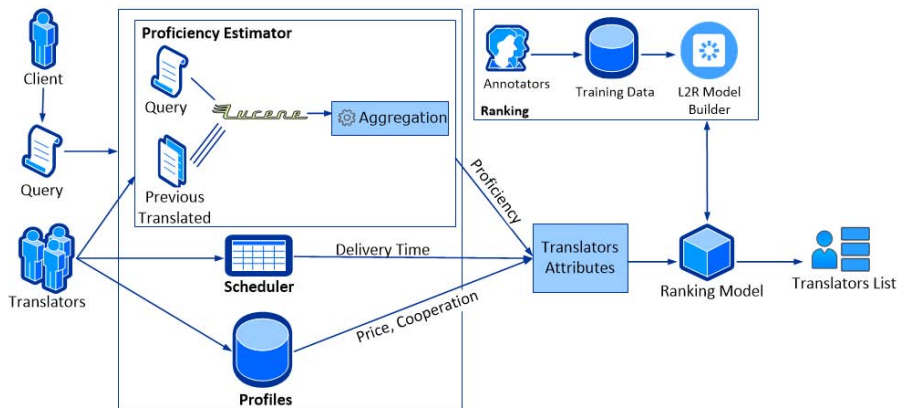 Client
Query
Translators
Proficiency Estimator
Query
Lucene
Aggregation
Previous
Translated
Scheduler
Profiles
Proficiency
Delivery Time
Price, Cooperation
Annotators
Training Data
L2R Model
Builder
Ranking
Translators
Attributes
Ranking Model
Translators List